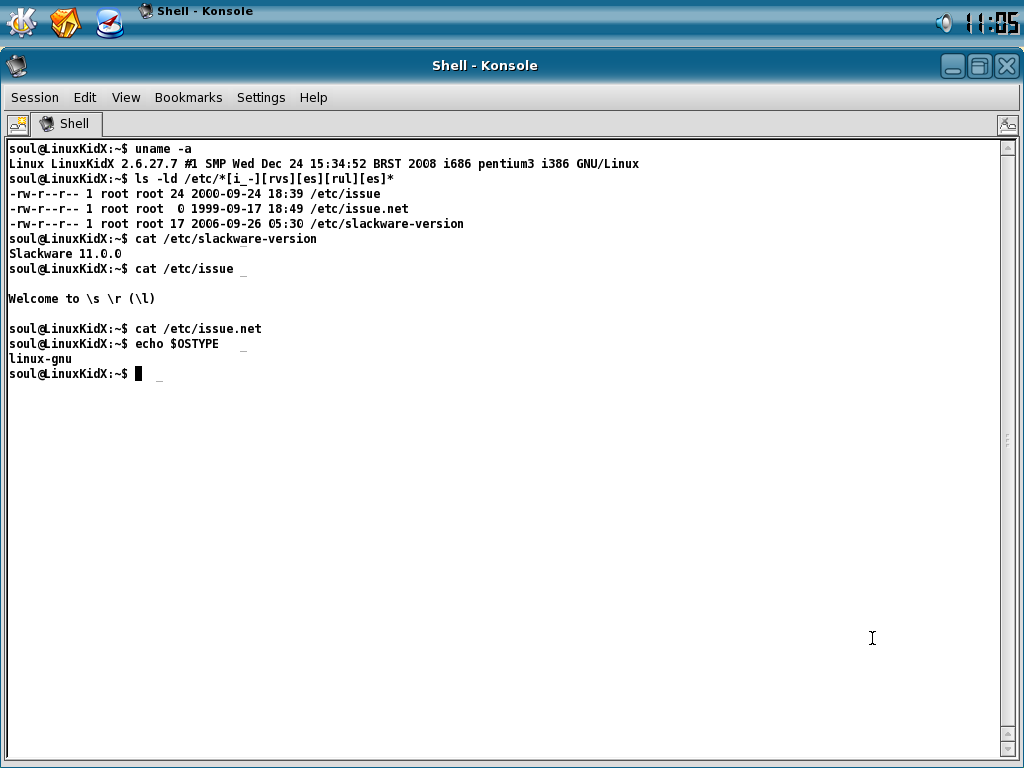 Shell - Konsole
11:05
Shell - Konsole
Session Edit View Bookmarks Settings Help
Shell
soul@LinuxKidX:~$ uname -a
Linux LinuxKidX 2.6.27.7 #1 SMP Wed Dec 24 15:34:52 BRST 2008 i686 pentium3 i386 GNU/Linux
soul@LinuxKidX:~$ ls -ld /etc/*[i_-][rvs][es][rul][es]*
-rw-r--r-- 1 root root 24 2000-09-24 18:39 /etc/issue
-rw-r--r-- 1 root root  0 1999-09-17 18:49 /etc/issue.net
-rw-r--r-- 1 root root 17 2006-09-26 05:30 /etc/slackware-version
soul@LinuxKidX:~$ cat /etc/slackware-version
Slackware 11.0.0
soul@LinuxKidX:~$ cat /etc/issue _
Welcome to \s \r (\l)
soul@LinuxKidX:~$ cat /etc/issue.net
soul@LinuxKidX:~$ echo $OSTYPE _
linux-gnu
soul@LinuxKidX:~$ _